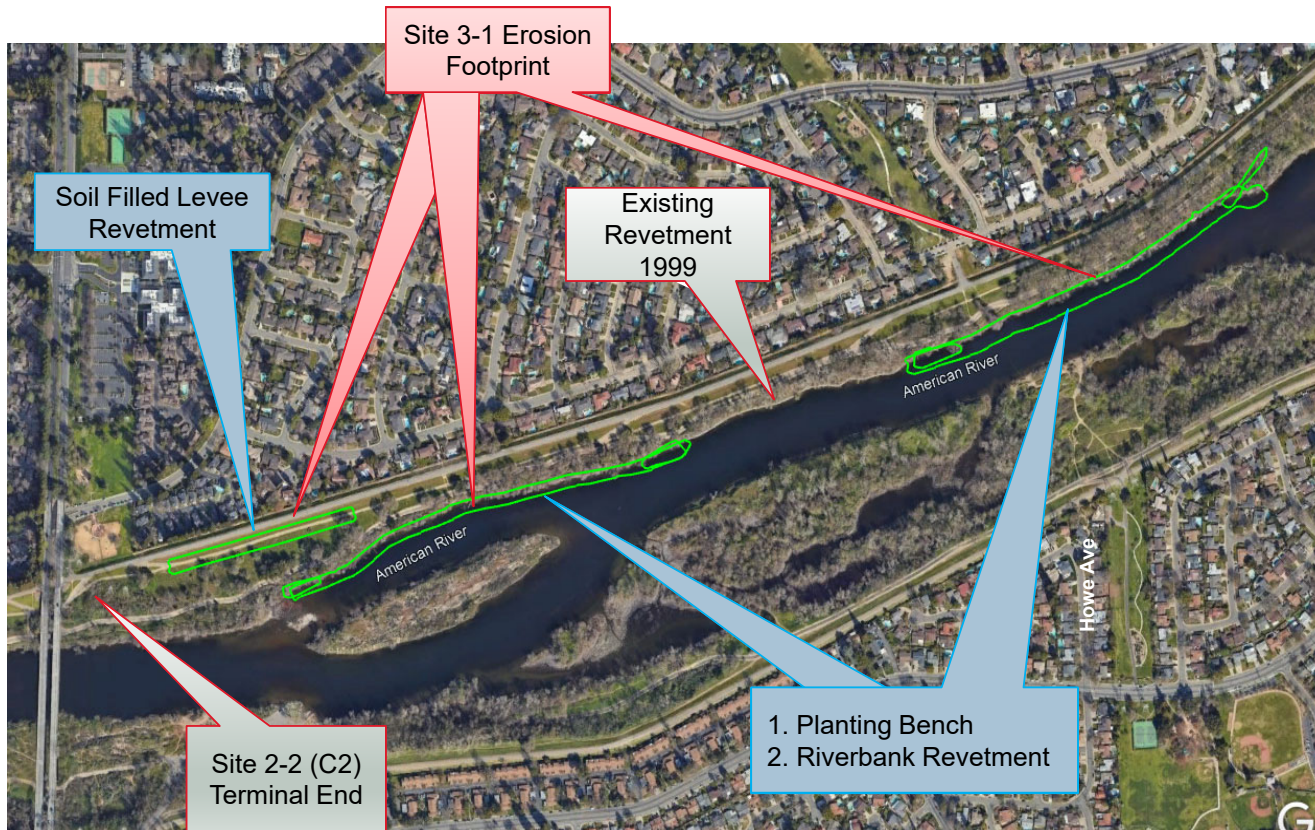 Site 3-1 Erosion
Footprint
Soil Filled Levee
Revetment
Existing
Revetment
1999
American River
American River
Howe Ave
Site 2-2 (C2)
Terminal End
1. Planting Bench
2. Riverbank Revetment
G